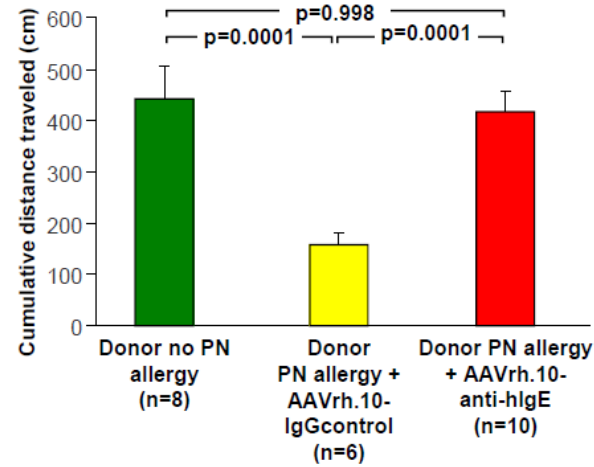 p=0.998
p=0.0001
p=0.0001
Cumulative distance traveled (cm)
600
500
400
300
200
100
0
Donor no PN
allergy
(n=8)
Donor
PN allergy +
AAVrh.10-
IgGcontrol
(n=6)
Donor PN allergy
+ AAVrh.10-
anti-hIgE
(n=10)